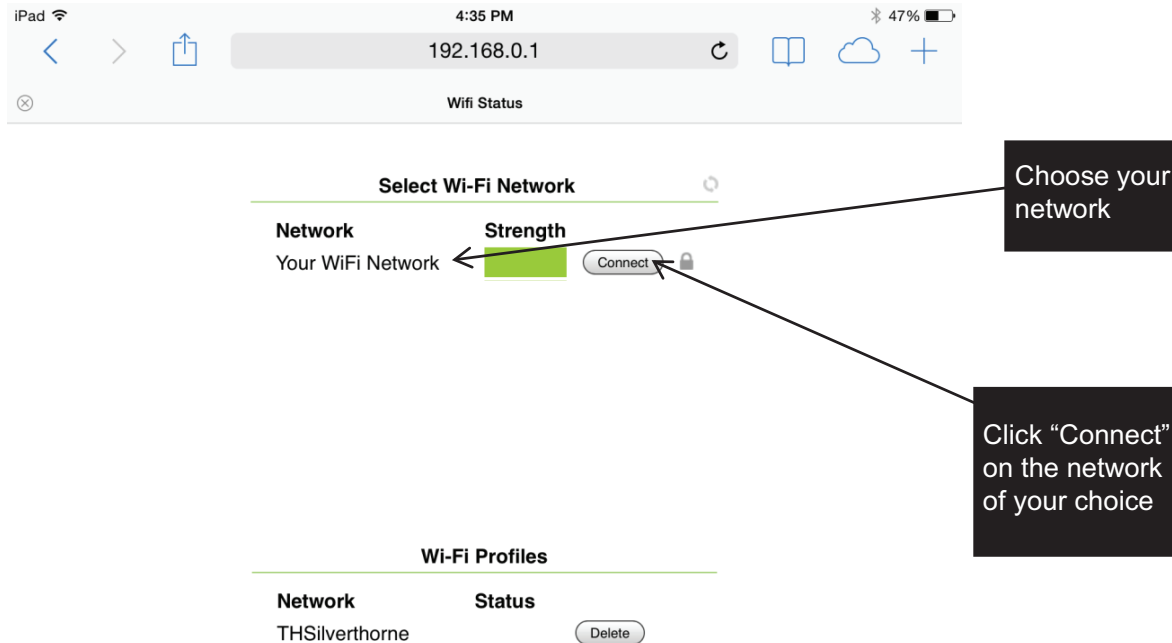 iPad 4:35 PM 47%
192.168.0.1
Wifi Status
Select Wi-Fi Network
Network Strength
Your WiFi Network Connect
Choose your
network
Click “Connect”
on the network
of your choice
Wi-Fi Profiles
Network Status
THSilverthorne Delete